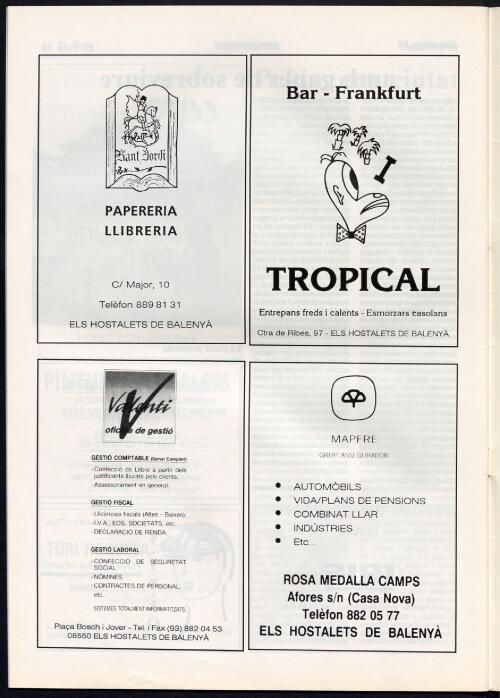 Sant Jordi
PAPERERIA
LLIBRERIA
C/ Major, 10
Telèfon 889 81 31
ELS HOSTALETS DE BALENYÀ
Bar - Frankfurt
TROPICAL
Entrepans freds i calents - Esmorzars casolans
Ctra de Ribes, 97 - ELS HOSTALETS DE BALENYÀ
Valentí
oficina de gestió
GESTIÓ COMPTABLE (Servei Complert)
-Confecció de Llibre a partir dels
justificants lliurats pels clients.
-Assessorament en general.
GESTIÓ FISCAL
-Llicències fiscals (Altes - Baixes).
-I.V.A., EOS, SOCIETATS, etc.
-DECLARACIÓ DE RENDA.
GESTIÓ LABORAL
-CONFECCIÓ DE SEGURETAT
SOCIAL.
-NÒMINES.
-CONTRACTES DE PERSONAL.
etc.
SISTEMES TOTALMENT INFORMATITZATS.
Plaça Bosch i Jover - Tel. i Fax (93) 882 04 53
08550 ELS HOSTALETS DE BALENYÀ
MAPFRE
GRUP ASSEGURADOR
• AUTOMÒBILS
• VIDA/PLANS DE PENSIONS
• COMBINAT LLAR
• INDÚSTRIES
• Etc...
ROSA MEDALLA CAMPS
Afores s/n (Casa Nova)
Telèfon 882 05 77
ELS HOSTALETS DE BALENYÀ